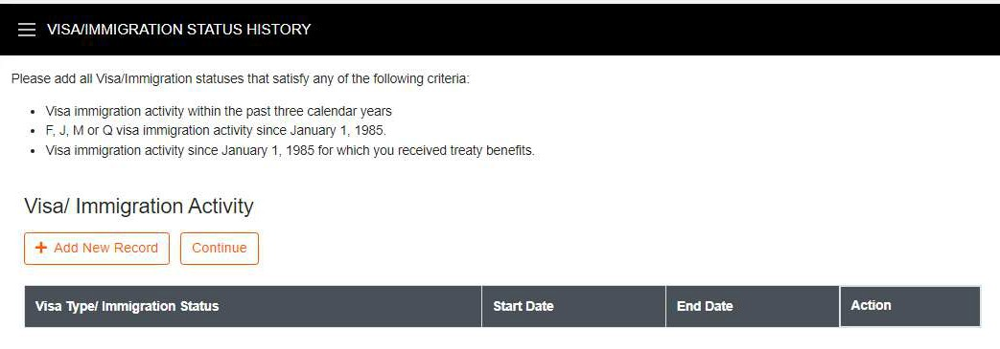 VISA/IMMIGRATION STATUS HISTORY
Please add all Visa/Immigration statuses that satisfy any of the following criteria:
• Visa immigration activity within the past three calendar years
• F, J, M or Q visa immigration activity since January 1, 1985.
• Visa immigration activity since January 1, 1985 for which you received treaty benefits.
Visa/ Immigration Activity
+ Add New Record Continue
Visa Type/ Immigration Status Start Date End Date Action